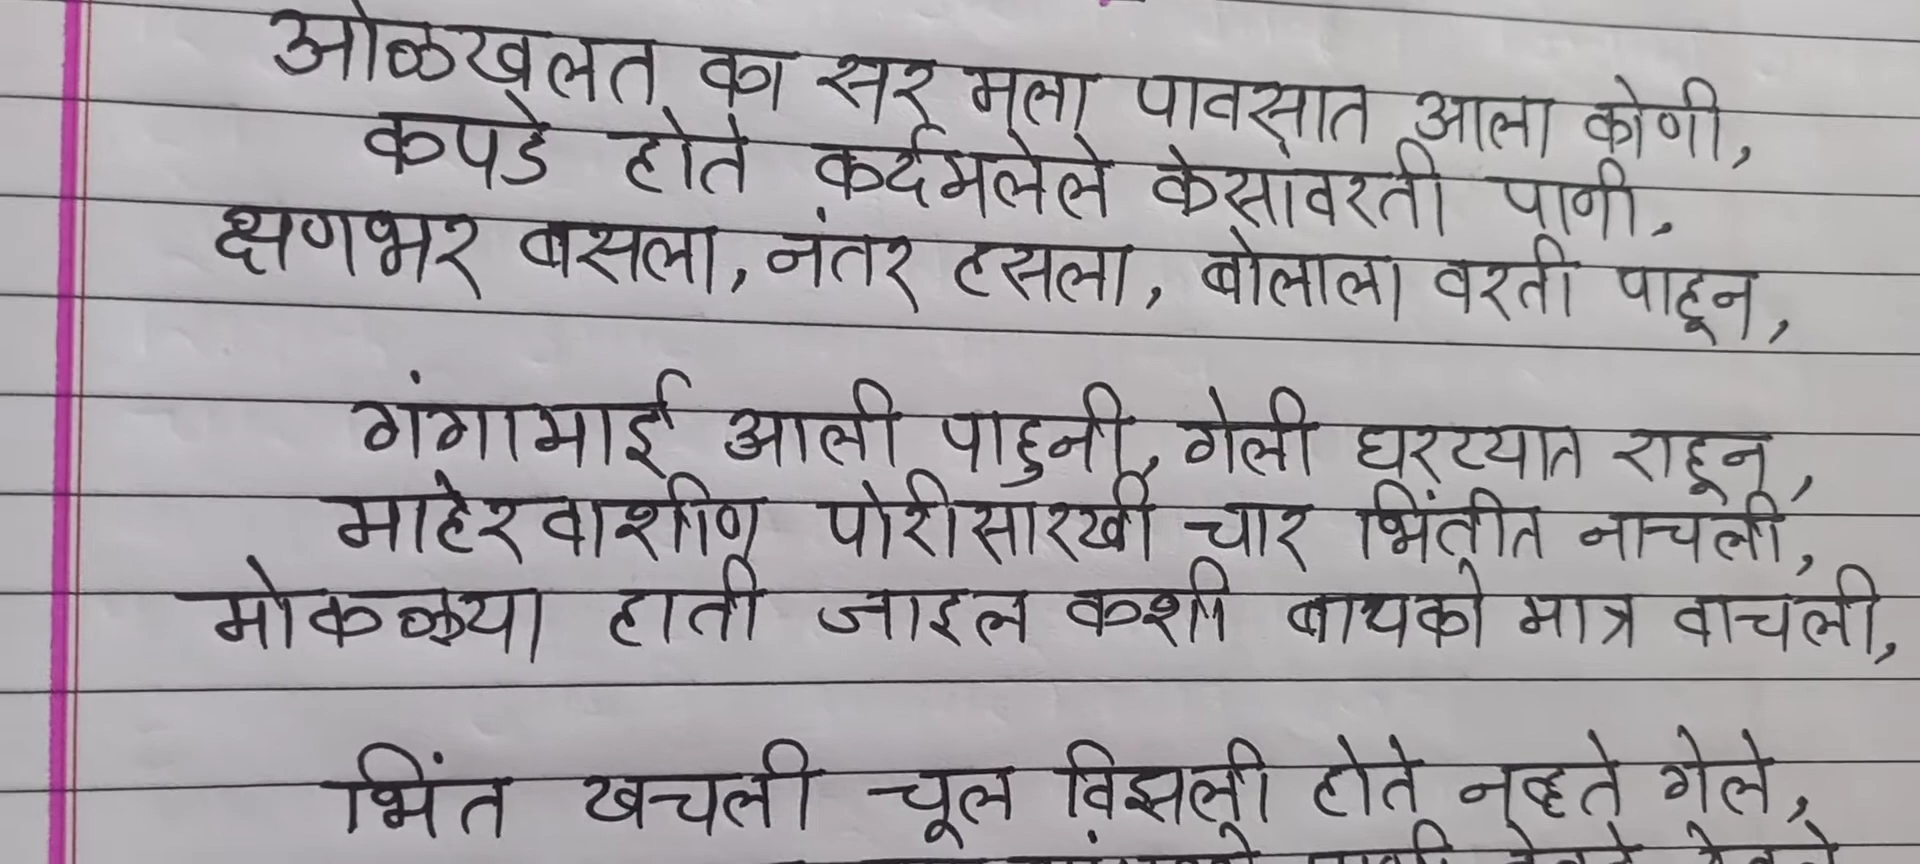 ओळखलत का सर मला पावसात आला कोणी,
कपडे होते कर्दमलेले केसांवरती पाणी.
क्षणभर बसला, नंतर हसला, बोलाला वरती पाहून,
गंगामाई आली पाहुनी, गेली घरट्यात राहून,
माहेरवाशीण पोरीसारखी चार भिंतीत नाचली,
मोकळ्या हाती जाइल कशी बायको मात्र वाचली,
भिंत खचली चूल विझली होते नव्हते गेले,